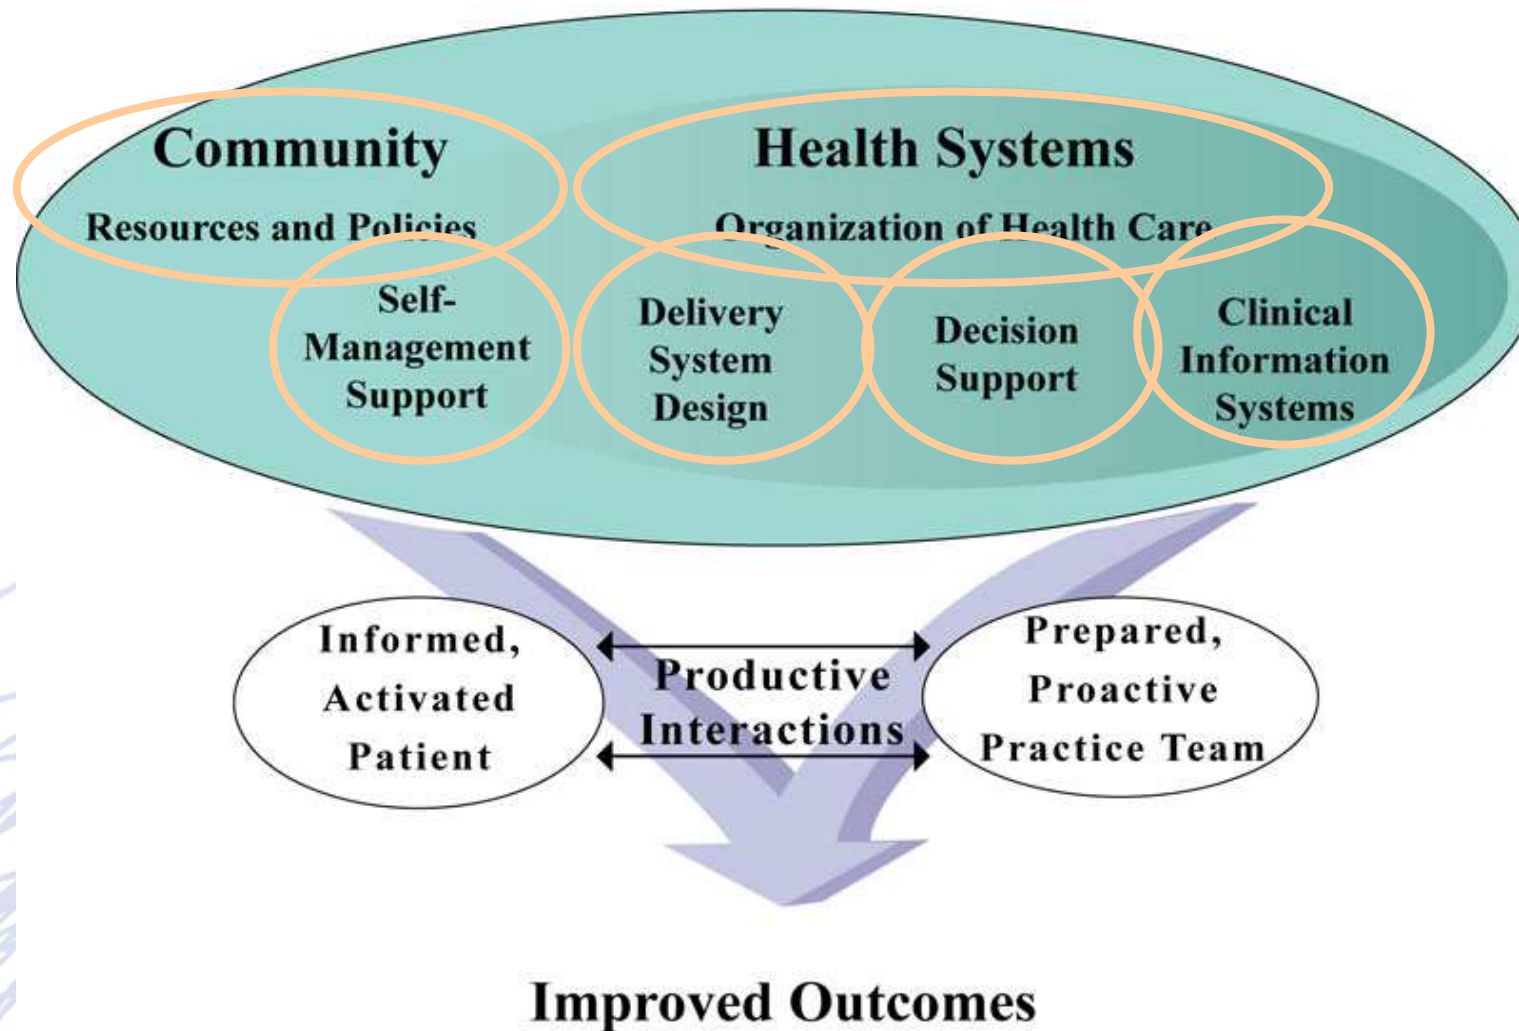 Community
Resources and Policies
Health Systems
Organization of Health Care
Self-
Management
Support
Delivery
System
Design
Decision
Support
Clinical
Information
Systems
Informed,
Activated
Patient
Productive
Interactions
Prepared,
Proactive
Practice Team
Improved Outcomes